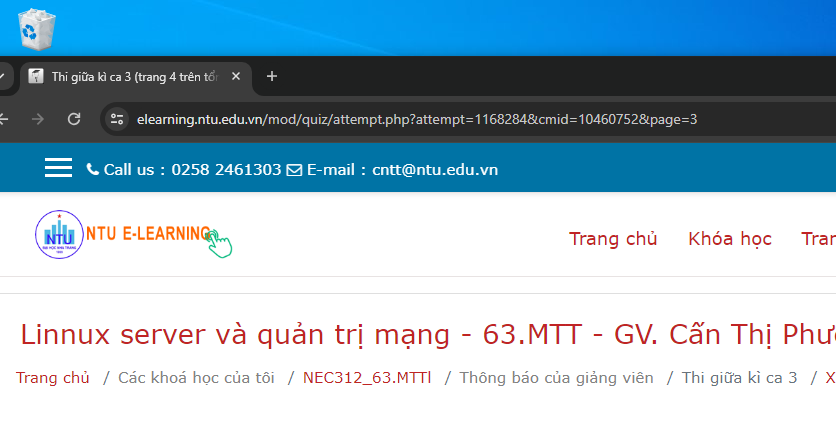 Thi giữa kì ca 3 (trang 4 trên tổn
elearning.ntu.edu.vn/mod/quiz/attempt.php?attempt=1168284&cmid=10460752&page=3
Call us : 0258 2461303 E-mail : cntt@ntu.edu.vn
NTU NTU E-LEARNING
Trang chủ Khóa học Tran
Linnux server và quản trị mạng - 63.MTT - GV. Cấn Thị Phượ
Trang chủ / Các khoá học của tôi / NEC312_63.MTTl / Thông báo của giảng viên / Thi giữa kì ca 3 / X